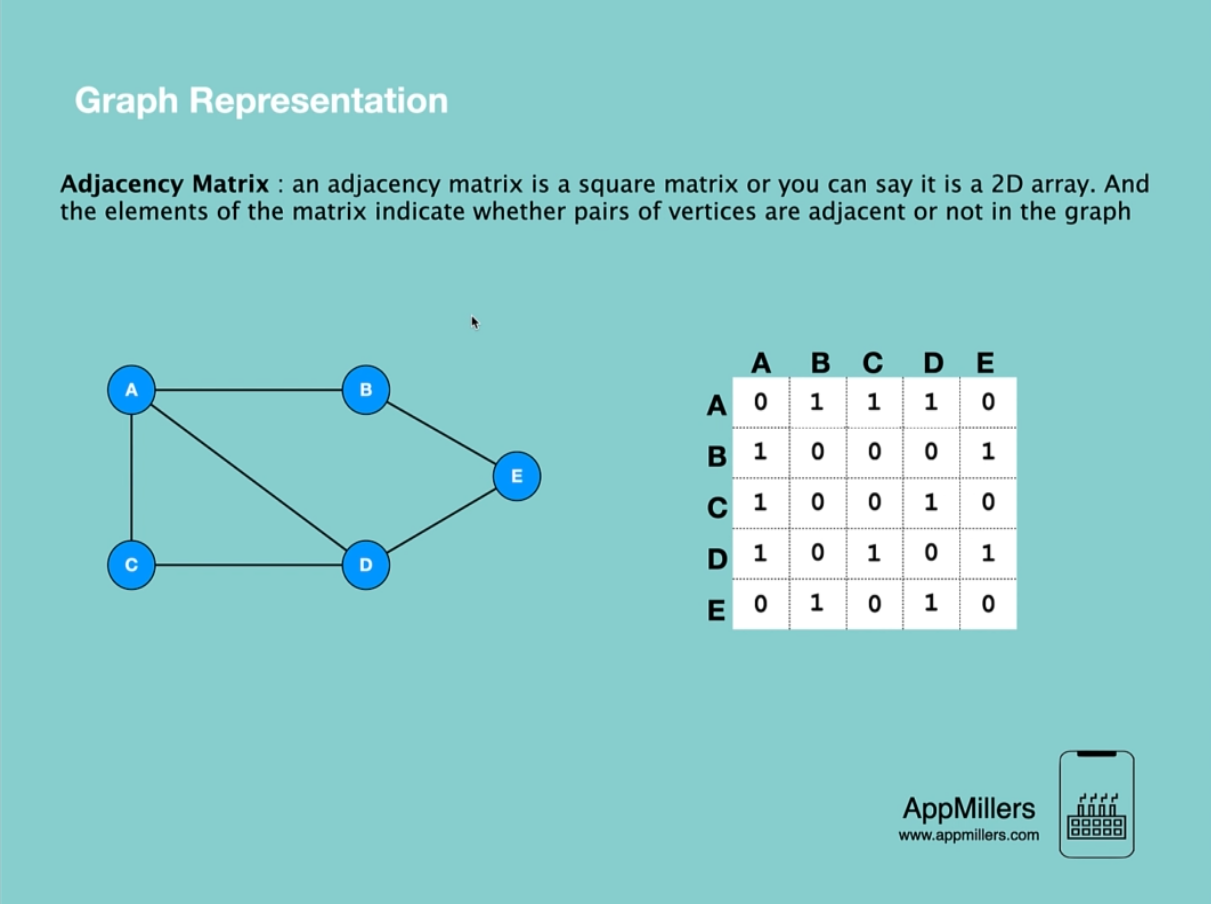 Graph Representation
Adjacency Matrix : an adjacency matrix is a square matrix or you can say it is a 2D array. And
the elements of the matrix indicate whether pairs of vertices are adjacent or not in the graph
A
B
E
C
D
A B C D E
A 0 1 1 1 0
B 1 0 0 0 1
C 1 0 0 1 0
D 1 0 1 0 1
E 0 1 0 1 0
AppMillers
www.appmillers.com